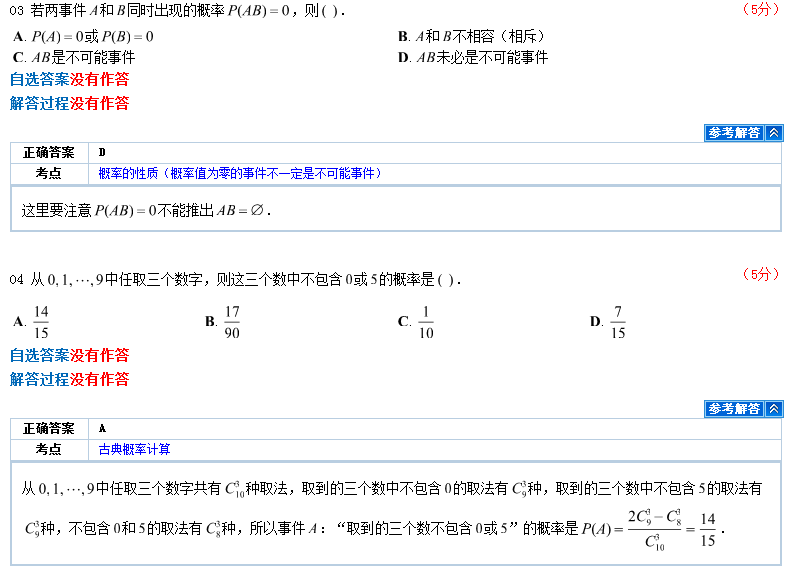 03 若两事件 A 和 B 同时出现的概率 P(AB) = 0，则( ). （5分）
A. P(A) = 0 或 P(B) = 0 B. A 和 B 不相容（相斥）
C. AB 是不可能事件 D. AB 未必是不可能事件
自选答案没有作答
解答过程没有作答
参考解答
正确答案 D
考点 概率的性质（概率值为零的事件不一定是不可能事件）
这里要注意 P(AB) = 0 不能推出 AB = ∅.
04 从 0, 1, ⋯, 9 中任取三个数字，则这三个数中不包含 0 或 5 的概率是( ). （5分）
A. 14/15 B. 17/90 C. 1/10 D. 7/15
自选答案没有作答
解答过程没有作答
参考解答
正确答案 A
考点 古典概率计算
从 0, 1, ⋯, 9 中任取三个数字共有 C_{10}^3 种取法，取到的三个数中不包含 0 的取法有 C_9^3 种，取到的三个数中不包含 5 的取法有
C_9^3 种，不包含 0 和 5 的取法有 C_8^3 种，所以事件 A：“取到的三个数不包含 0 或 5”的概率是 P(A) = (2C_9^3 − C_8^3)/C_{10}^3 = 14/15.